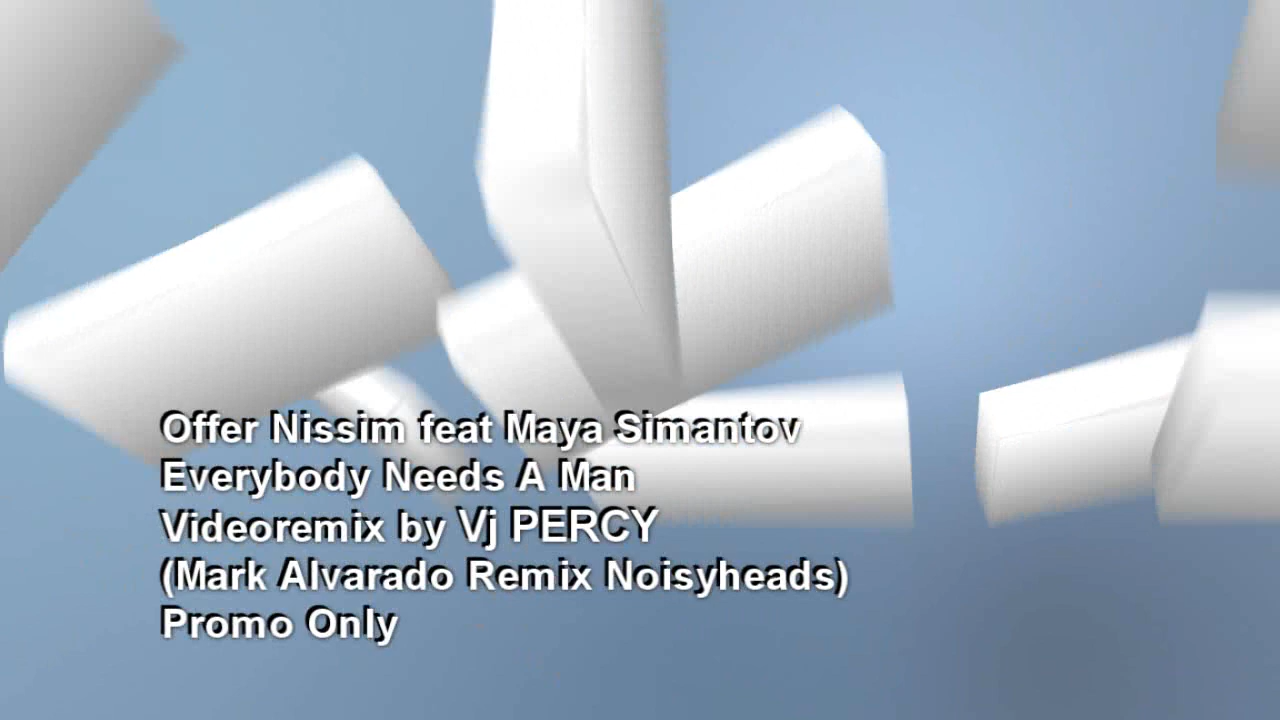 Offer Nissim feat Maya Simantov
Everybody Needs A Man
Videoremix by Vj PERCY
(Mark Alvarado Remix Noisyheads)
Promo Only